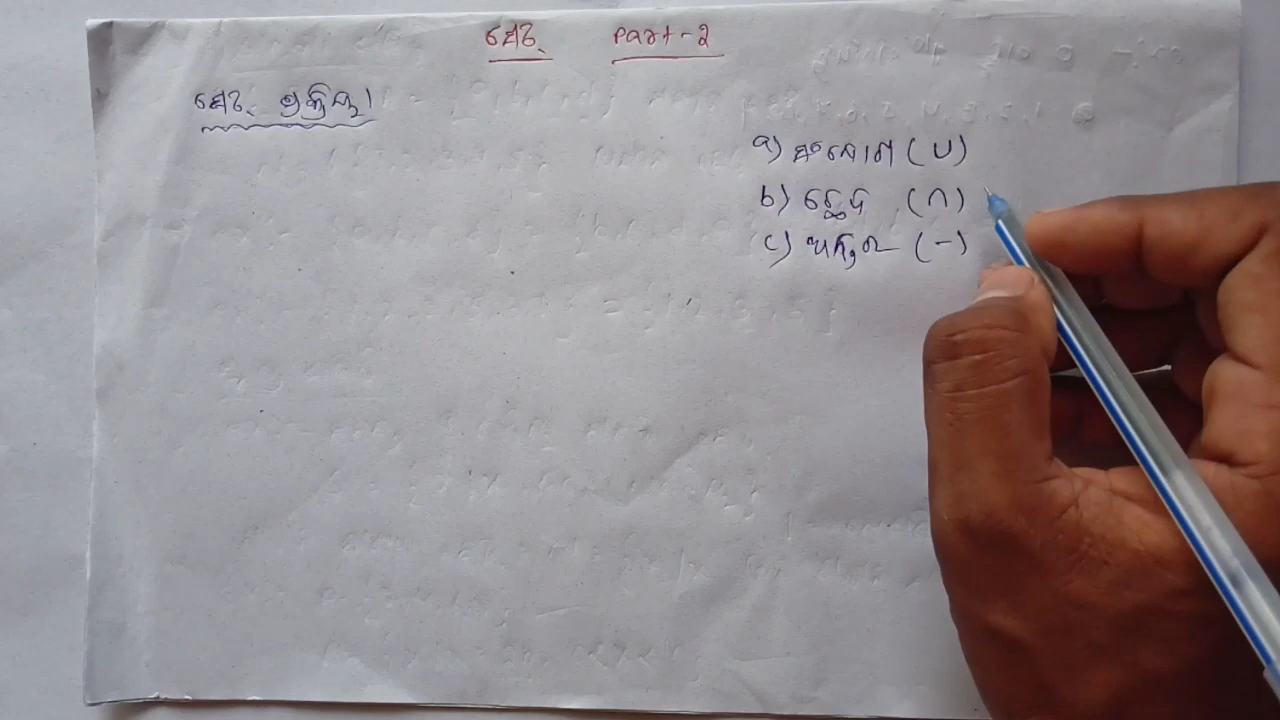 ସେଟ୍ Part-2
ସେଟ୍ ପ୍ରକ୍ରିୟା
a) ସଂଯୋଗ (∪)
b) ଛେଦ (∩)
c) ଅନ୍ତର (-)